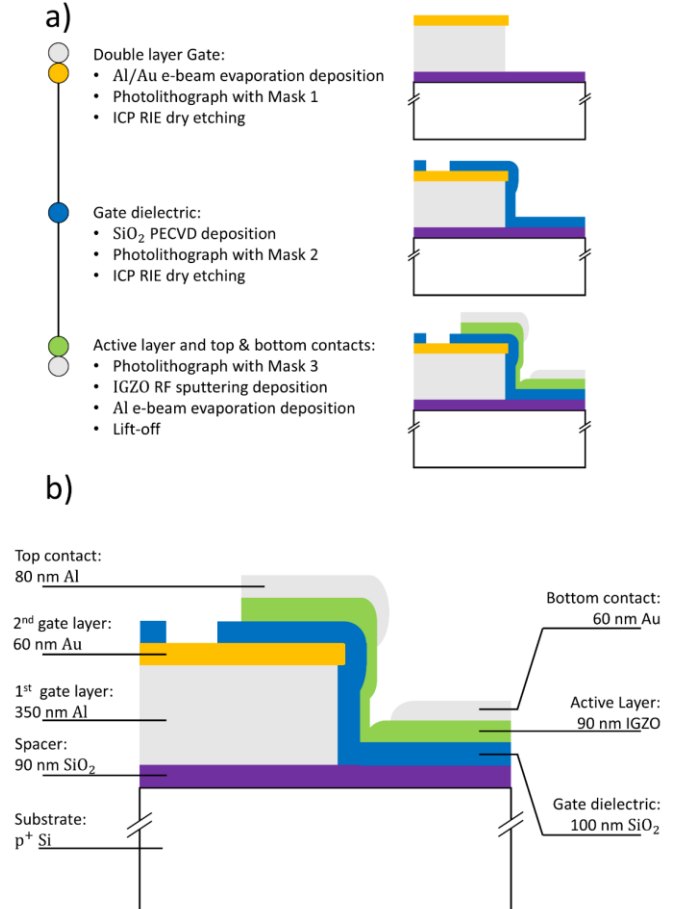 a)
Double layer Gate:
• Al/Au e-beam evaporation deposition
• Photolithograph with Mask 1
• ICP RIE dry etching
Gate dielectric:
• SiO₂ PECVD deposition
• Photolithograph with Mask 2
• ICP RIE dry etching
Active layer and top & bottom contacts:
• Photolithograph with Mask 3
• IGZO RF sputtering deposition
• Al e-beam evaporation deposition
• Lift-off
b)
Top contact:
80 nm Al
2nd gate layer:
60 nm Au
1st gate layer:
350 nm Al
Spacer:
90 nm SiO₂
Substrate:
p⁺ Si
Bottom contact:
60 nm Au
Active Layer:
90 nm IGZO
Gate dielectric:
100 nm SiO₂